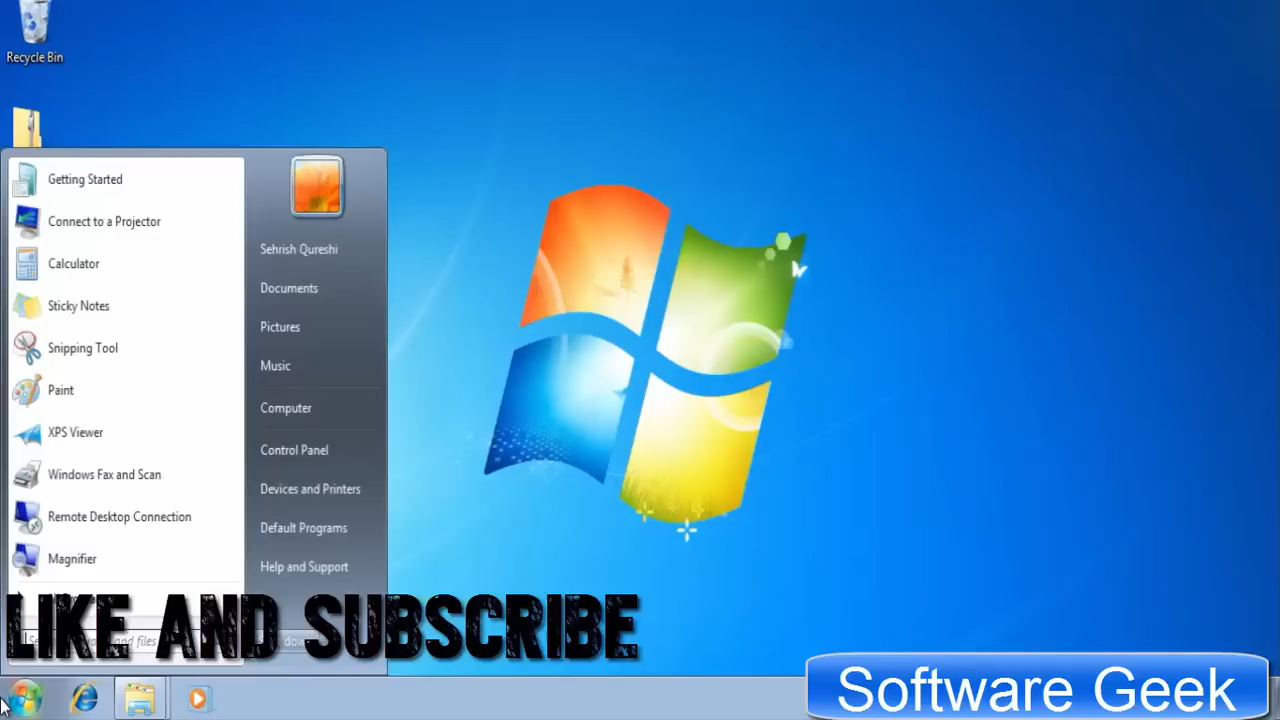 Recycle Bin
Getting Started
Connect to a Projector
Calculator
Sticky Notes
Snipping Tool
Paint
XPS Viewer
Windows Fax and Scan
Remote Desktop Connection
Magnifier
Sehrish Qureshi
Documents
Pictures
Music
Computer
Control Panel
Devices and Printers
Default Programs
Help and Support
LIKE AND SUBSCRIBE
and files
Software Geek